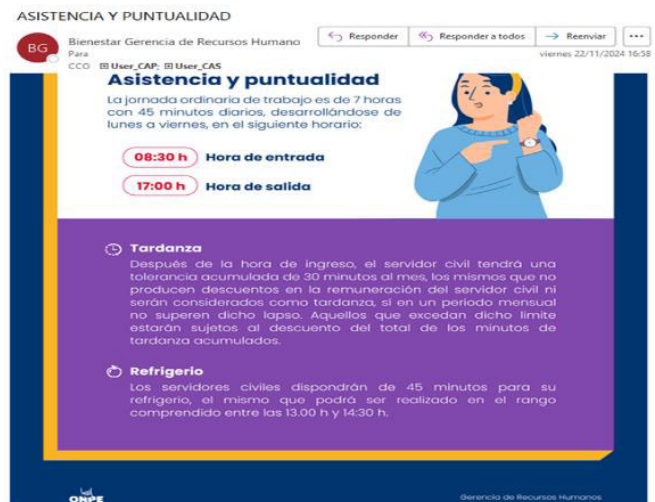 ASISTENCIA Y PUNTUALIDAD
Responder
Responder a todos
Reenviar
BG
Bienestar Gerencia de Recursos Humano
Para
viernes 22/11/2024 16:58
CCO User_CAP; User_CAS
Asistencia y puntualidad
La jornada ordinaria de trabajo es de 7 horas
con 45 minutos diarios, desarrollándose de
lunes a viernes, en el siguiente horario:
08:30 h Hora de entrada
17:00 h Hora de salida
Tardanza
Después de la hora de ingreso, el servidor civil tendrá una
tolerancia acumulada de 30 minutos al mes, los mismos que no
producen descuentos en la remuneración del servidor civil ni
serán considerados como tardanza, si en un periodo mensual
no superen dicho lapso. Aquellos que excedan dicho limite
estarán sujetos al descuento del total de los minutos de
tardanza acumulados.
Refrigerio
Los servidores civiles dispondrán de 45 minutos para su
refrigerio, el mismo que podrá ser realizado en el rango
comprendido entre las 13.00 h y 14:30 h.
ONPE
Gerencia de Recursos Humanos